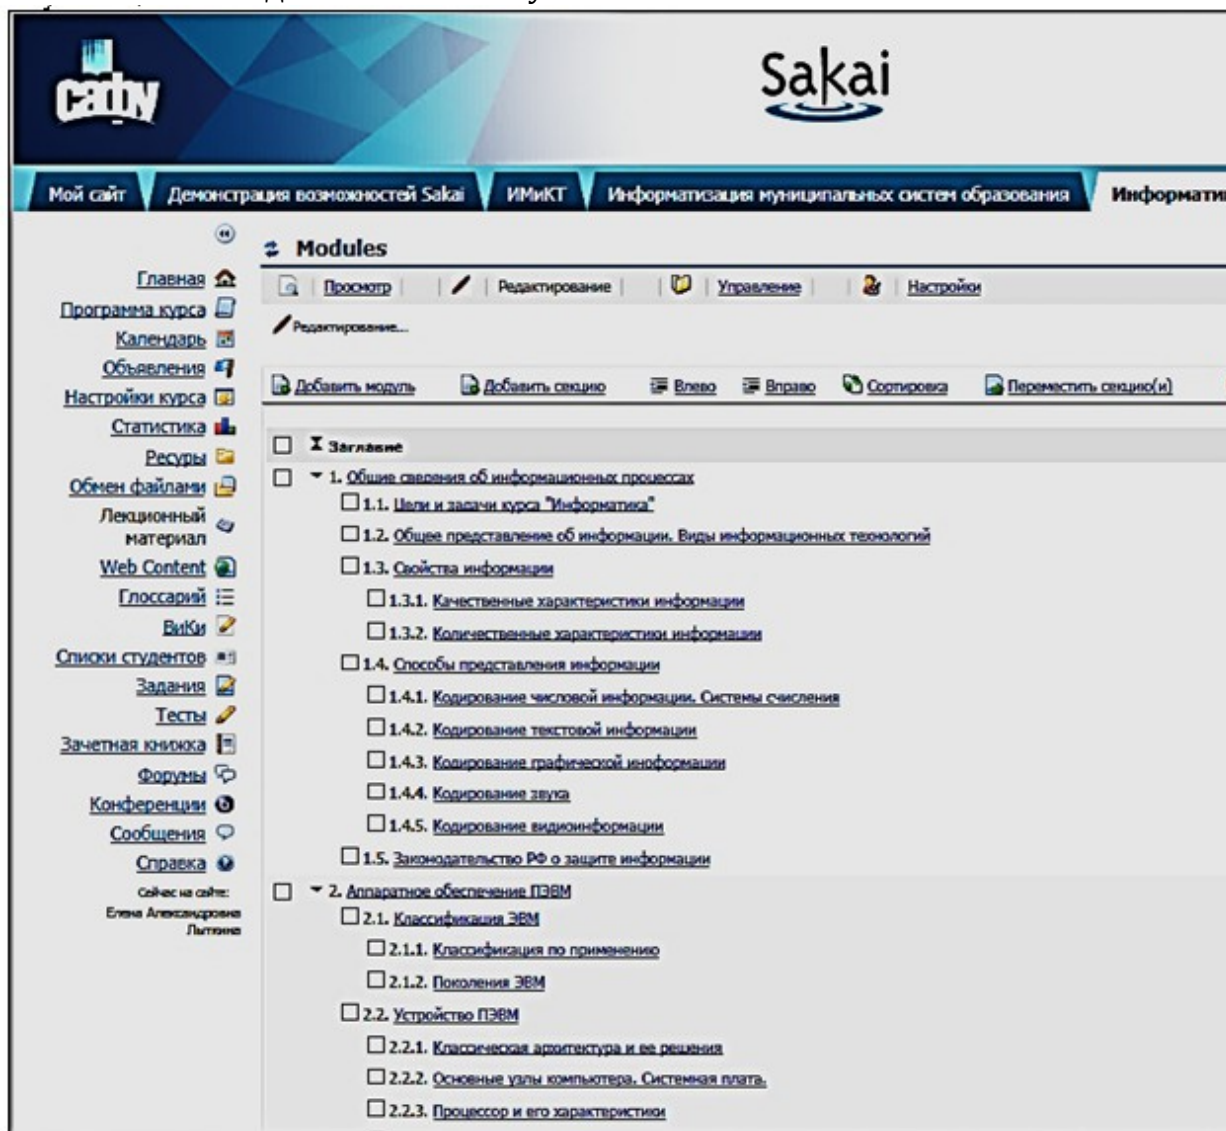 сафу
Sakai
Мой сайт
Демонстрация возможностей Sakai
ИМиКТ
Информатизация муниципальных систем образования
Информати
Modules
Главная
Программа курса
Календарь
Объявления
Настройки курса
Статистика
Ресуры
Обмен файлами
Лекционный
материал
Web Content
Глоссарий
ВиКи
Списки студентов
Задания
Тесты
Зачетная книжка
Форумы
Конференции
Сообщения
Справка
Сейчас на сайте:
Елена Александровна
Лыткина
Просмотр | Редактирование | Управление | Настройки
Редактирование...
Добавить модуль Добавить секцию Влево Вправо Сортировка Переместить секцию(и)
Заглавие
1. Общие сведения об информационных процессах
1.1. Цели и задачи курса "Информатика"
1.2. Общее представление об информации. Виды информационных технологий
1.3. Свойства информации
1.3.1. Качественные характеристики информации
1.3.2. Количественные характеристики информации
1.4. Способы представления информации
1.4.1. Кодирование числовой информации. Системы счисления
1.4.2. Кодирование текстовой информации
1.4.3. Кодирование графической иноформации
1.4.4. Кодирование звука
1.4.5. Кодирование видиоинформации
1.5. Законодательство РФ о защите информации
2. Аппаратное обеспечение ПЭВМ
2.1. Классификация ЭВМ
2.1.1. Классификация по применению
2.1.2. Поколения ЭВМ
2.2. Устройство ПЭВМ
2.2.1. Классическая архитектура и ее решения
2.2.2. Основные узлы компьютера. Системная плата.
2.2.3. Процессор и его характеристики